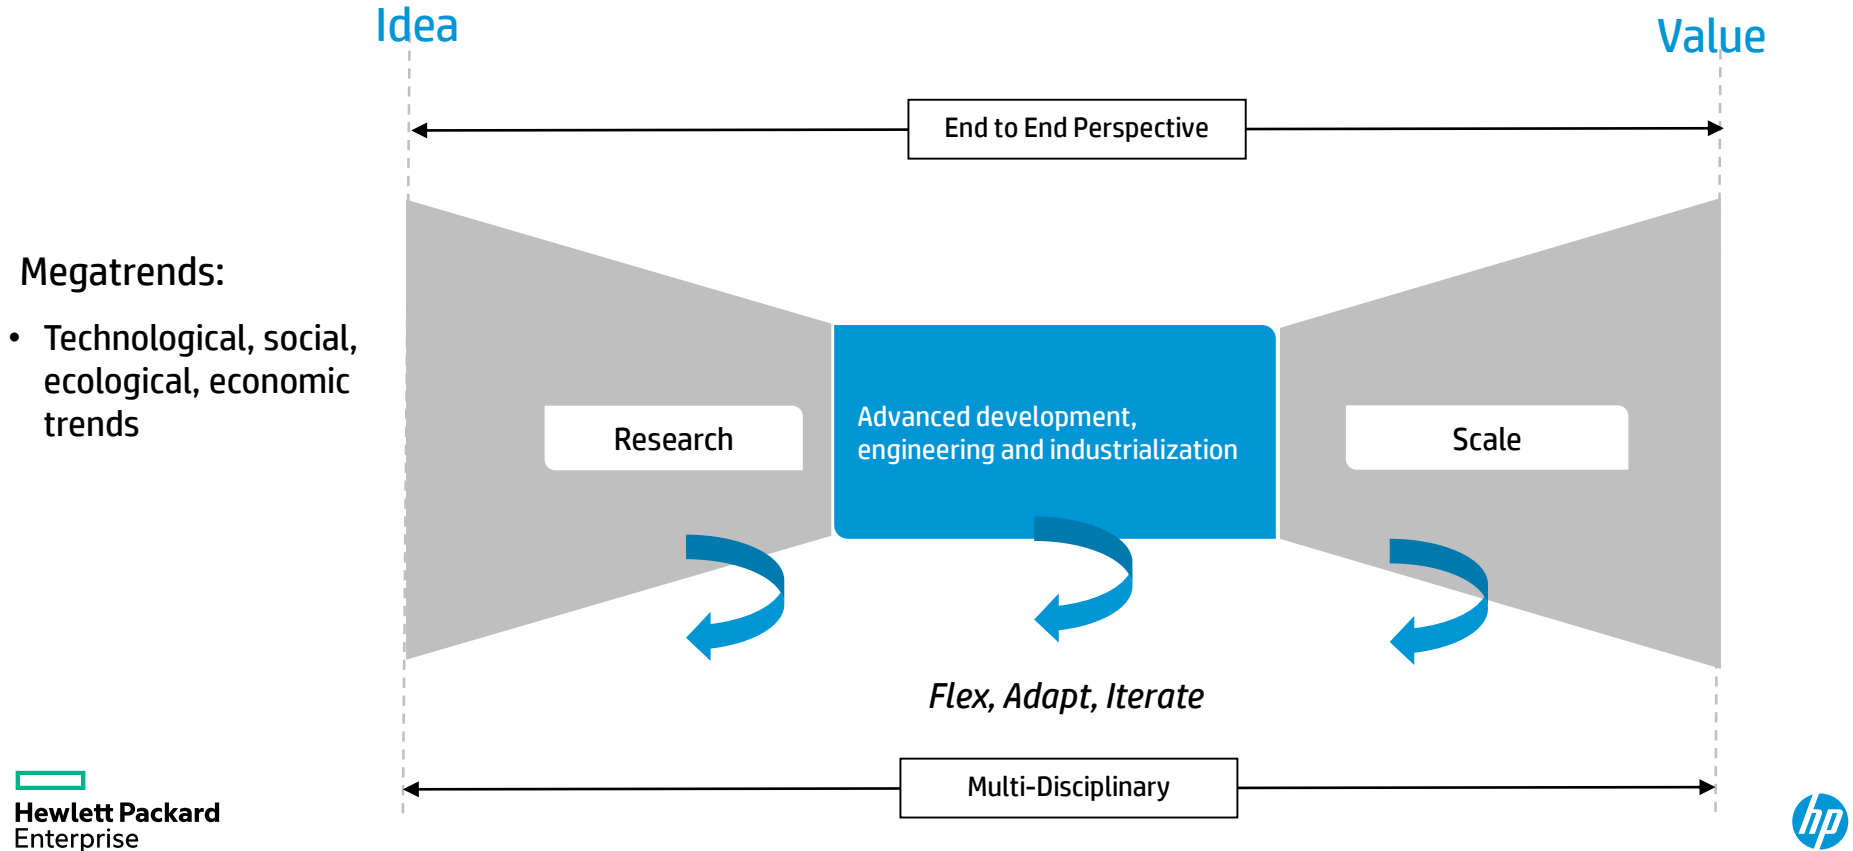 Idea
Value
End to End Perspective
Megatrends:
• Technological, social,
ecological, economic
trends
Research
Advanced development,
engineering and industrialization
Scale
Flex, Adapt, Iterate
Multi-Disciplinary
Hewlett Packard
Enterprise
hp